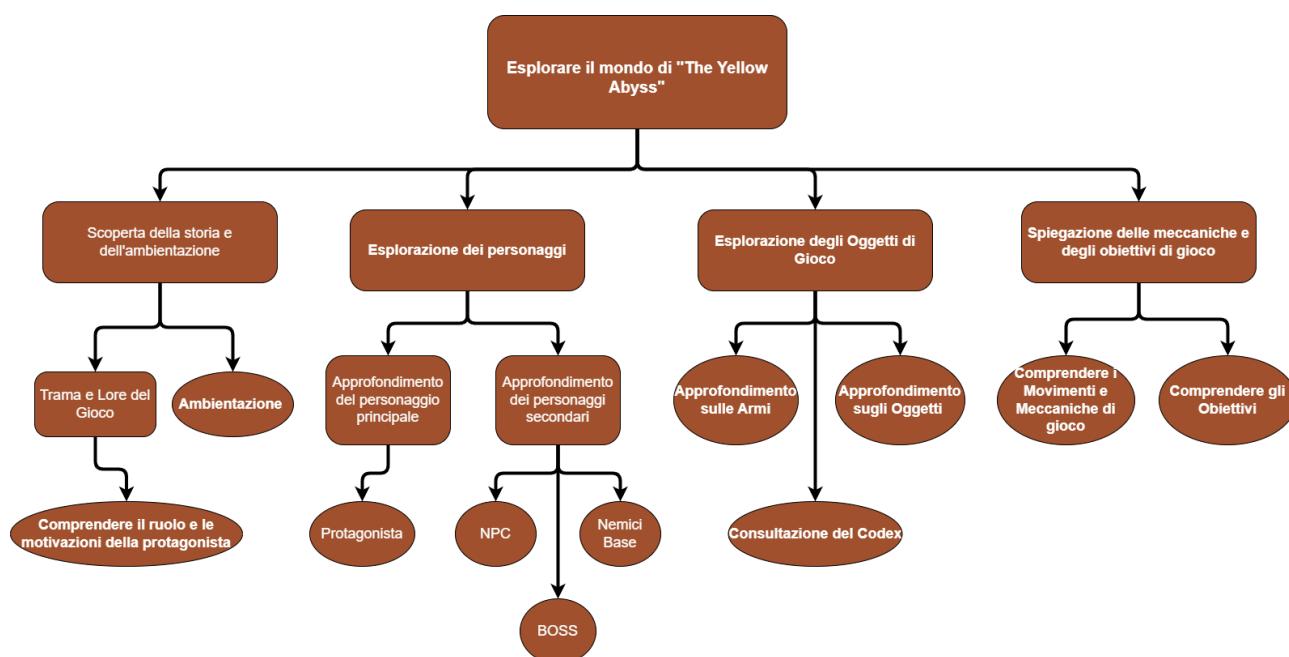 Esplorare il mondo di "The Yellow
Abyss"
Scoperta della storia e
dell'ambientazione
Esplorazione dei personaggi
Esplorazione degli Oggetti di
Gioco
Spiegazione delle meccaniche e
degli obiettivi di gioco
Trama e Lore del
Gioco
Ambientazione
Approfondimento
del personaggio
principale
Approfondimento
dei personaggi
secondari
Approfondimento
sulle Armi
Approfondimento
sugli Oggetti
Comprendere i
Movimenti e
Meccaniche di
gioco
Comprendere gli
Obiettivi
Comprendere il ruolo e le
motivazioni della protagonista
Protagonista
NPC
Nemici
Base
Consultazione del Codex
BOSS